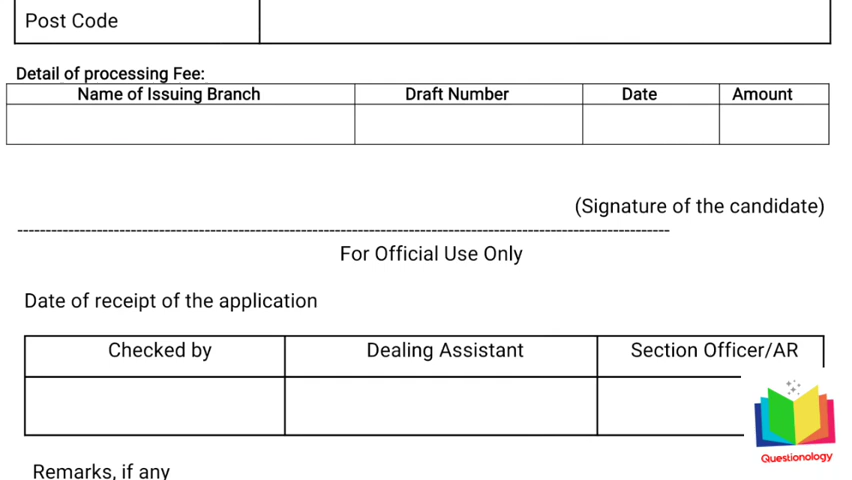 Post Code
Detail of processing Fee:
Name of Issuing Branch Draft Number Date Amount
(Signature of the candidate)
------------------------------------------------------------------------------------------------------------------------
For Official Use Only
Date of receipt of the application
Checked by Dealing Assistant Section Officer/AR
Questionology
Remarks, if any